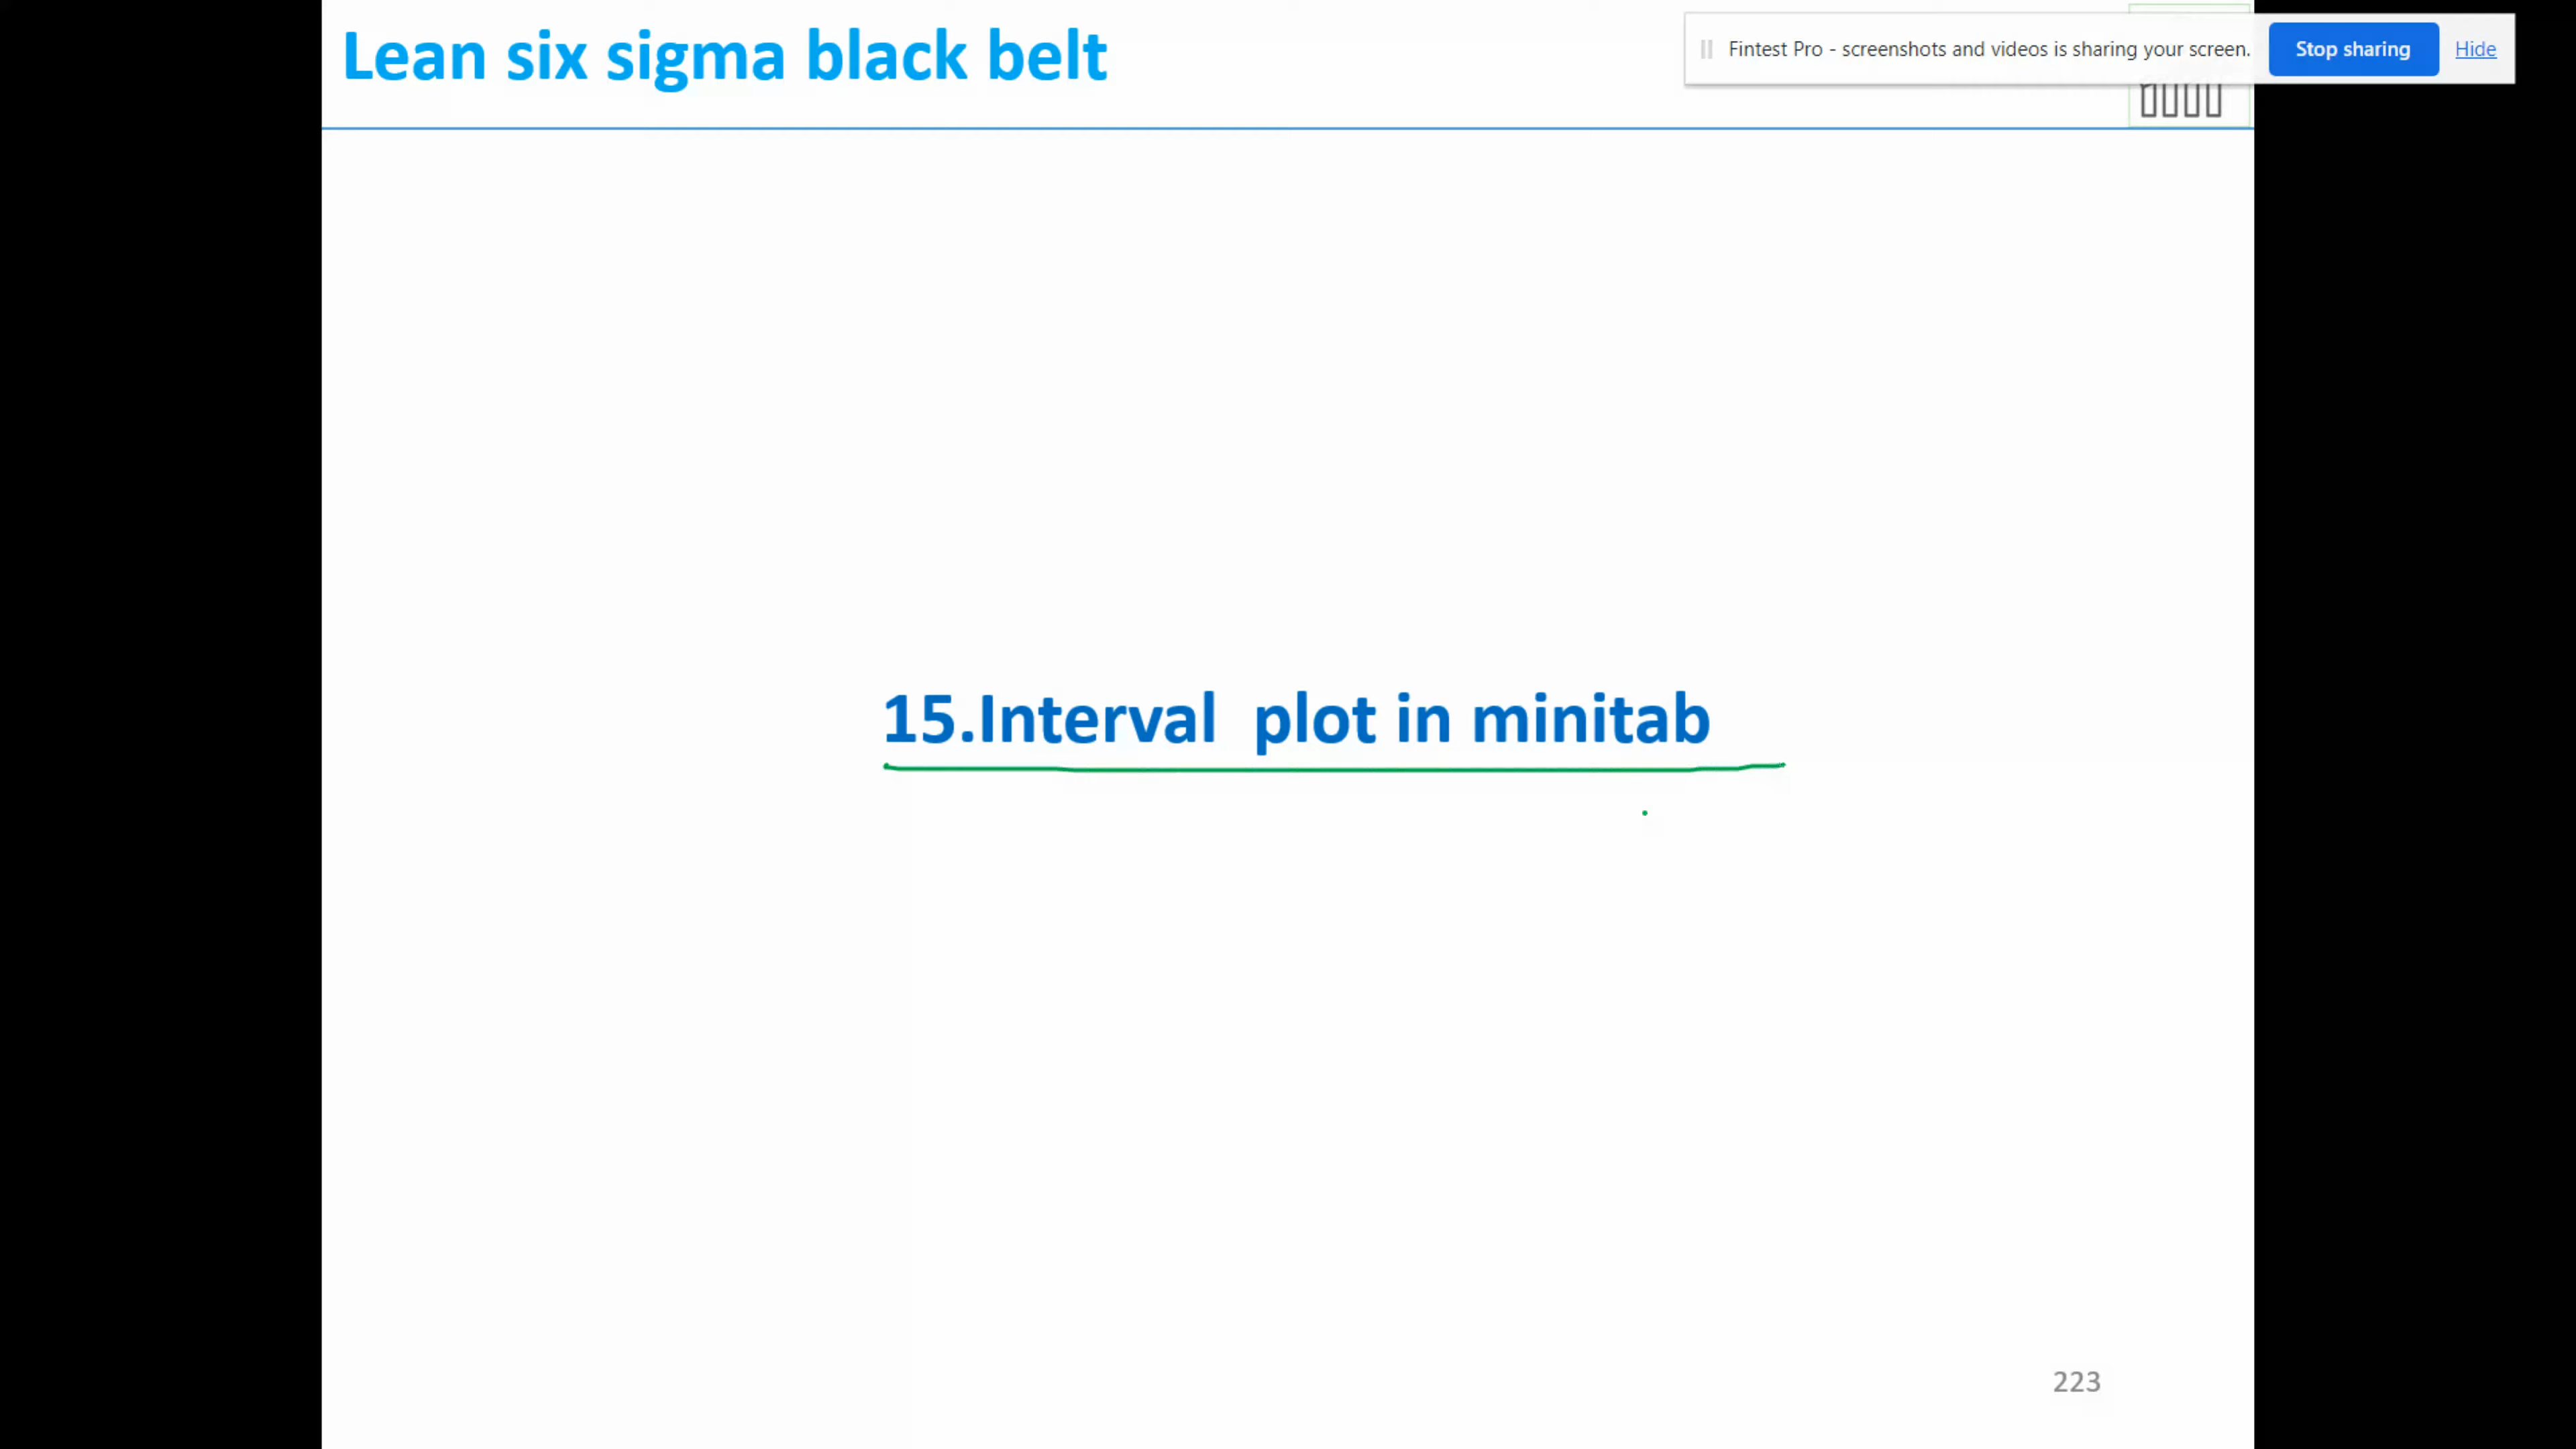 Lean six sigma black belt
Fintest Pro - screenshots and videos is sharing your screen. Stop sharing Hide
15.Interval  plot in minitab
223